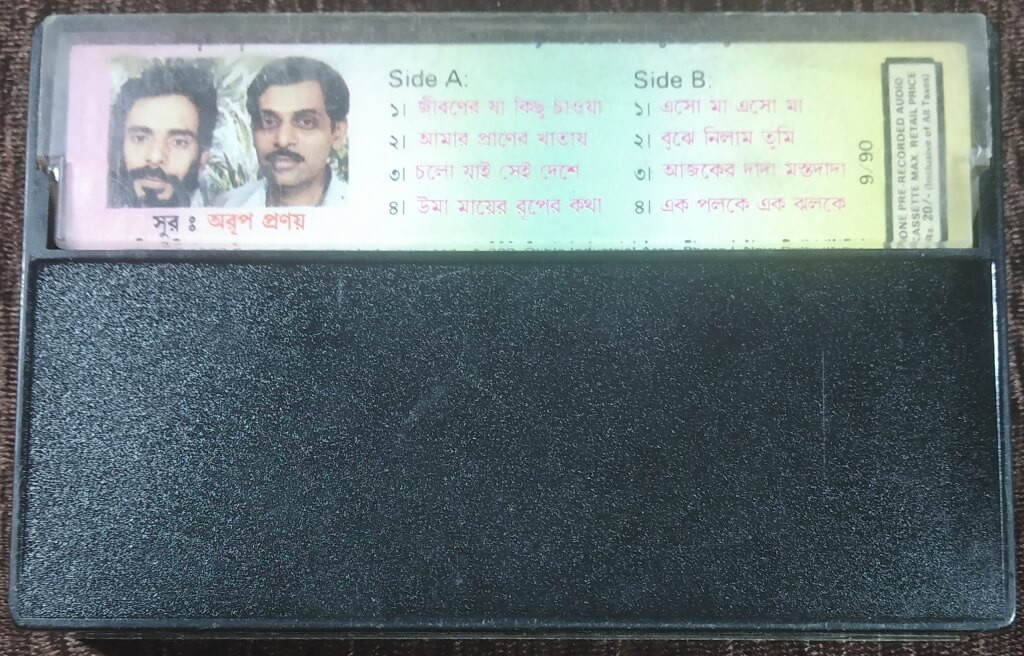 সুর : অরূপ প্রণয়
Side A:
১। জীবণের যা কিছু চাওয়া
২। আমার প্রাণের খাতায়
৩। চলো যাই সেই দেশে
৪। উমা মায়ের রূপের কথা
Side B:
১। এসো মা এসো মা
২। বুঝে নিলাম তুমি
৩। আজকের দাদা মস্তদাদা
৪। এক পলকে এক ঝলকে
9/90
ONE PRE RECORDED AUDIO
CASSETTE MAX. RETAIL PRICE
Rs. 20/- (Inclusive of All Taxes)